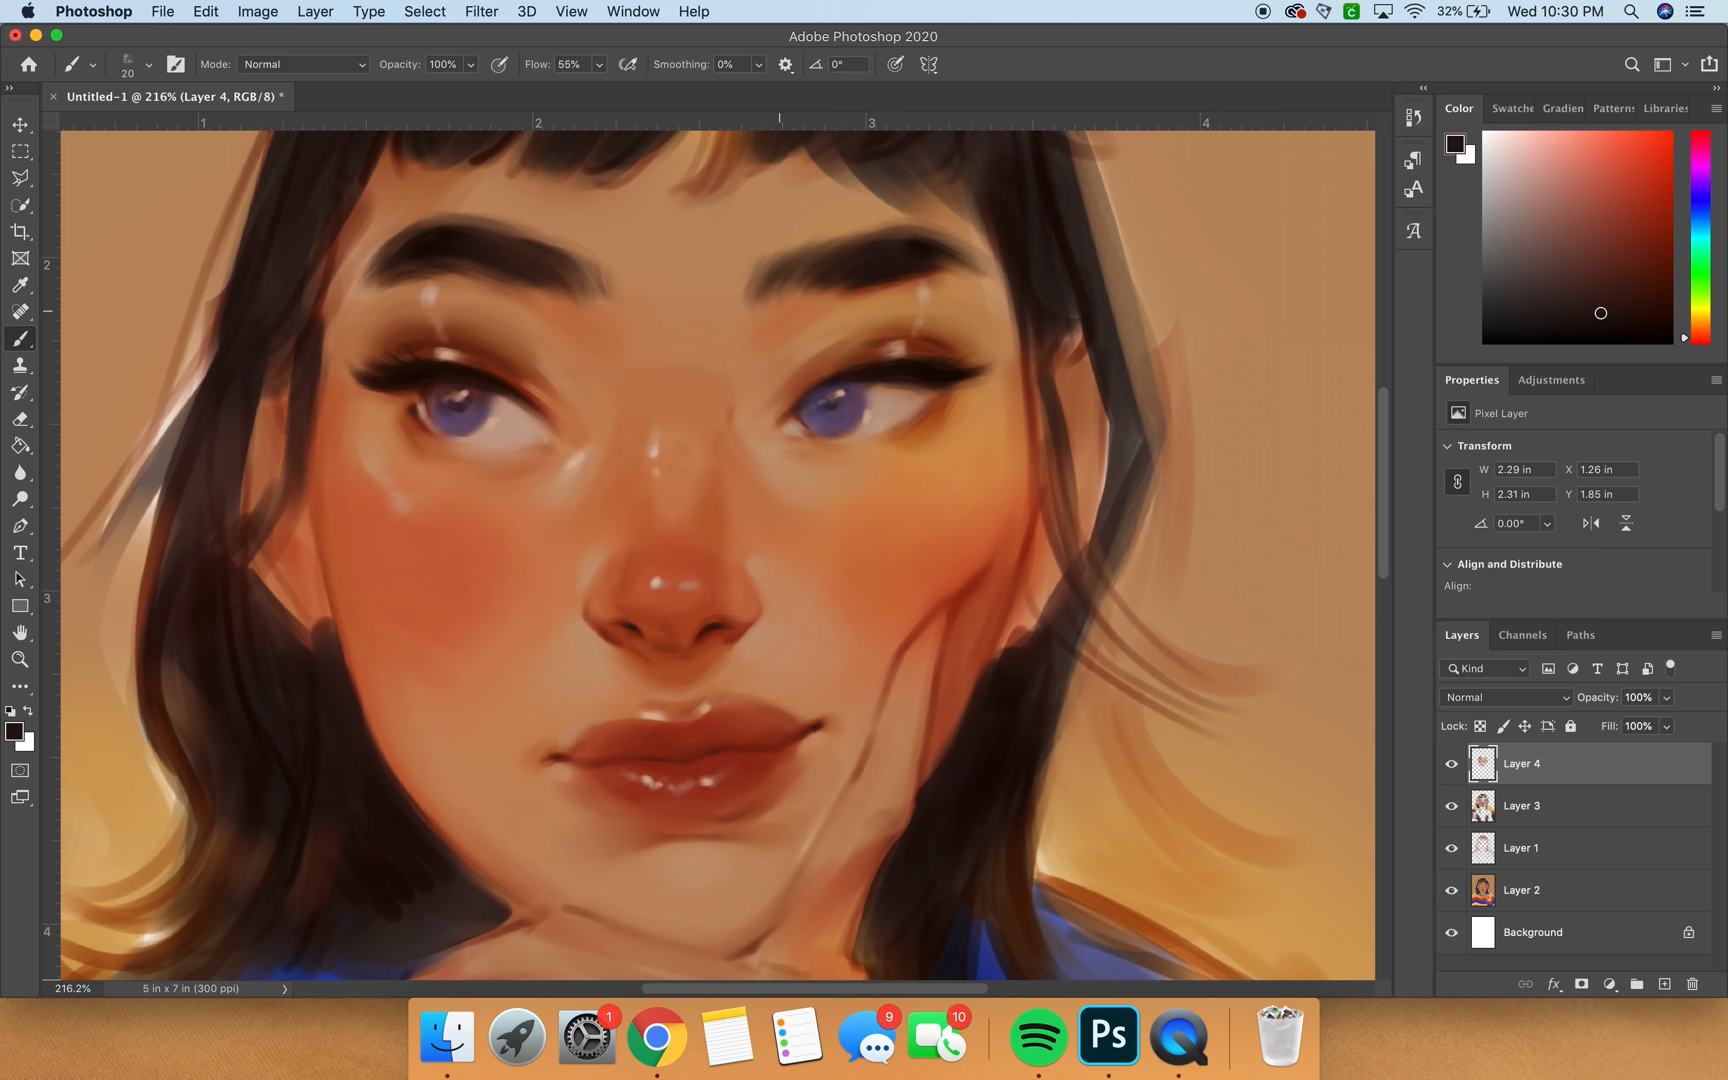 Photoshop File Edit Image Layer Type Select Filter 3D View Window Help 32% Wed 10:30 PM
Adobe Photoshop 2020
20 Mode: Normal Opacity: 100% Flow: 55% Smoothing: 0% 0°
Untitled-1 @ 216% (Layer 4, RGB/8) *
1 2 3 4
2
3
4
Color Swatche Gradien Pattern Libraries
Properties Adjustments
Pixel Layer
Transform
W 2.29 in X 1.26 in
H 2.31 in Y 1.85 in
0.00°
Align and Distribute
Align:
Layers Channels Paths
Kind
Normal Opacity: 100%
Lock: Fill: 100%
Layer 4
Layer 3
Layer 1
Layer 2
Background
fx
216.2% 5 in x 7 in (300 ppi)
1 9 10
Ps